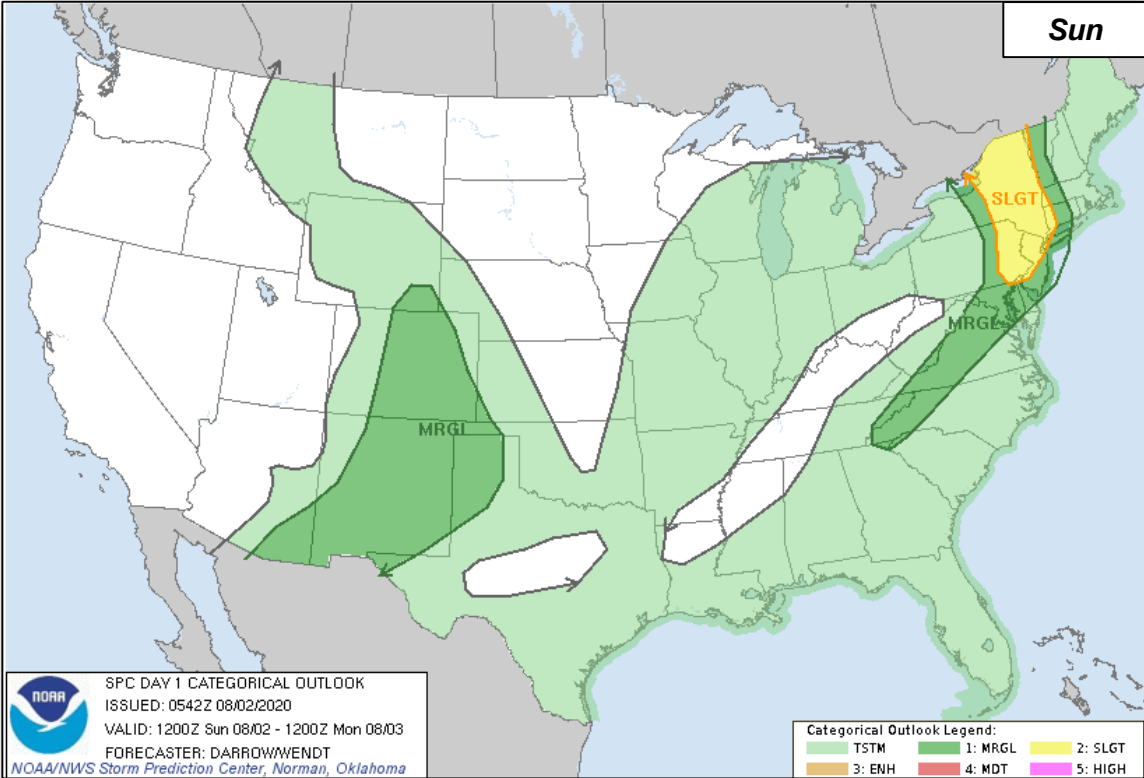 Sun
SLGT
MRGL
MRGL
NOAA
SPC DAY 1 CATEGORICAL OUTLOOK
ISSUED: 0542Z 08/02/2020
VALID: 1200Z Sun 08/02 - 1200Z Mon 08/03
FORECASTER: DARROW/WENDT
NOAA/NWS Storm Prediction Center, Norman, Oklahoma
Categorical Outlook Legend:
TSTM 1: MRGL 2: SLGT
3: ENH 4: MDT 5: HIGH